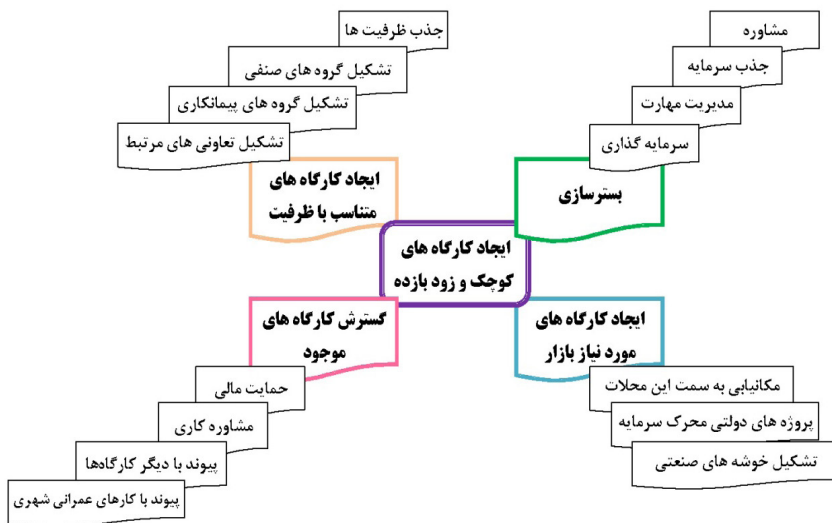 مشاوره
جذب سرمایه
مدیریت مهارت
سرمایه گذاری
بسترسازی
جذب ظرفیت ها
تشکیل گروه های صنفی
تشکیل گروه های پیمانکاری
تشکیل تعاونی های مرتبط
ایجاد کارگاه های
متناسب با ظرفیت
ایجاد کارگاه های
کوچک و زود بازده
ایجاد کارگاه های
مورد نیاز بازار
مکانیابی به سمت این محلات
پروژه های دولتی محرک سرمایه
تشکیل خوشه های صنعتی
گسترش کارگاه های
موجود
حمایت مالی
مشاوره کاری
پیوند با دیگر کارگاه‌ها
پیوند با کارهای عمرانی شهری